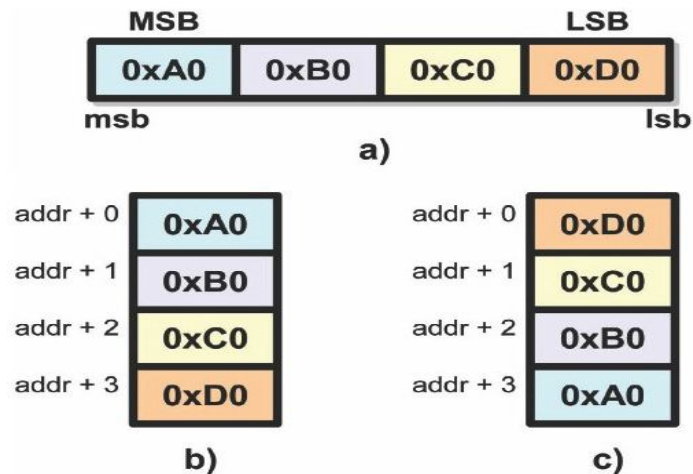 MSB LSB
0xA0 0xB0 0xC0 0xD0
msb lsb
a)
addr + 0 0xA0
addr + 1 0xB0
addr + 2 0xC0
addr + 3 0xD0
b)
addr + 0 0xD0
addr + 1 0xC0
addr + 2 0xB0
addr + 3 0xA0
c)